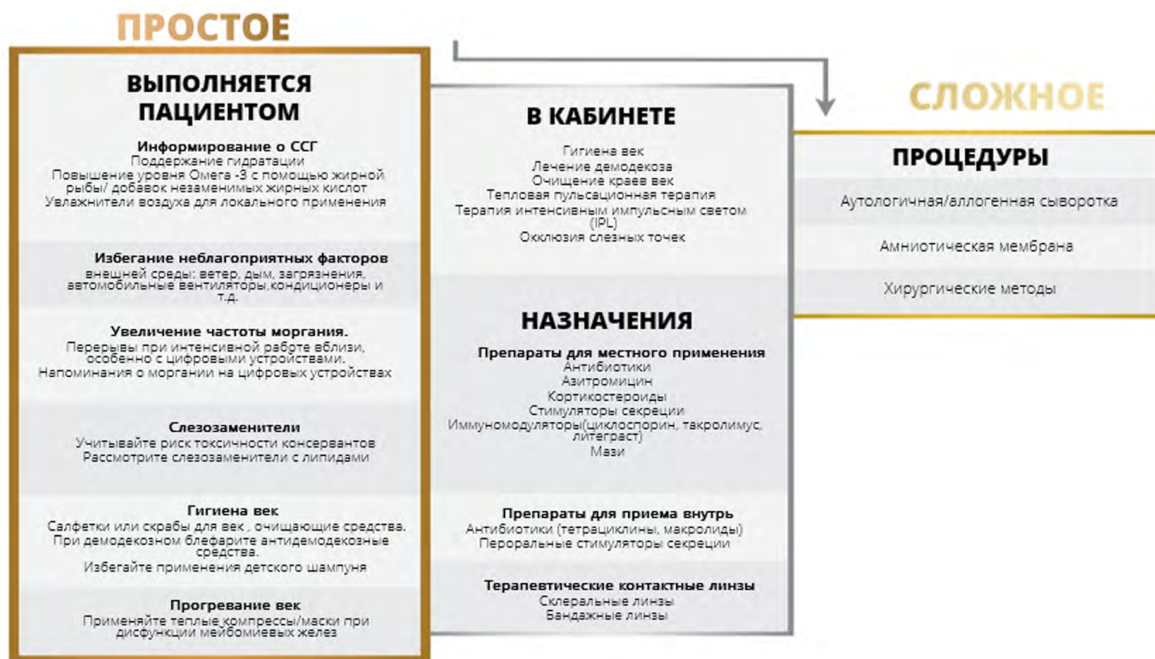 ПРОСТОЕ
ВЫПОЛНЯЕТСЯ
ПАЦИЕНТОМ
Информирование о ССГ
Поддержание гидратации
Повышение уровня Омега -3 с помощью жирной
рыбы/ добавок незаменимых жирных кислот
Увлажнители воздуха для локального применения
Избегание неблагоприятных факторов
внешней среды: ветер, дым, загрязнения,
автомобильные вентиляторы,кондиционеры и
т.д.
Увеличение частоты моргания.
Перерывы при интенсивной работе вблизи,
особенно с цифровыми устройствами.
Напоминания о моргании на цифровых устройствах
Слезозаменители
Учитывайте риск токсичности консервантов
Рассмотрите слезозаменители с липидами
Гигиена век
Салфетки или скрабы для век , очищающие средства.
При демодекозном блефарите антидемодекозные
средства.
Избегайте применения детского шампуня
Прогревание век
Применяйте теплые компрессы/маски при
дисфункции мейбомиевых желез
В КАБИНЕТЕ
Гигиена век
Лечение демодекоза
Очищение краев век
Тепловая пульсационная терапия
Терапия интенсивным импульсным светом
(IPL)
Окклюзия слезных точек
НАЗНАЧЕНИЯ
Препараты для местного применения
Антибиотики
Азитромицин
Кортикостероиды
Стимуляторы секреции
Иммуномодуляторы(циклоспорин, такролимус,
литеграст)
Мази
Препараты для приема внутрь
Антибиотики (тетрациклины, макролиды)
Пероральные стимуляторы секреции
Терапевтические контактные линзы
Склеральные линзы
Бандажные линзы
СЛОЖНОЕ
ПРОЦЕДУРЫ
Аутологичная/аллогенная сыворотка
Амниотическая мембрана
Хирургические методы